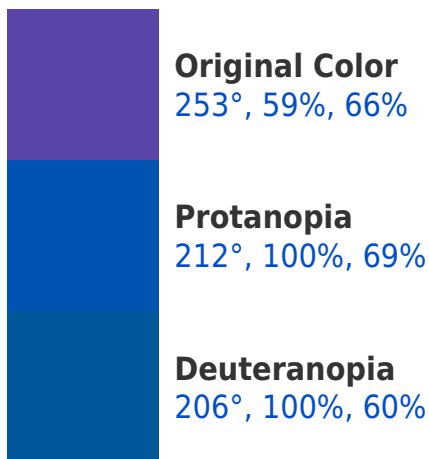 Original Color
253°, 59%, 66%
Protanopia
212°, 100%, 69%
Deuteranopia
206°, 100%, 60%